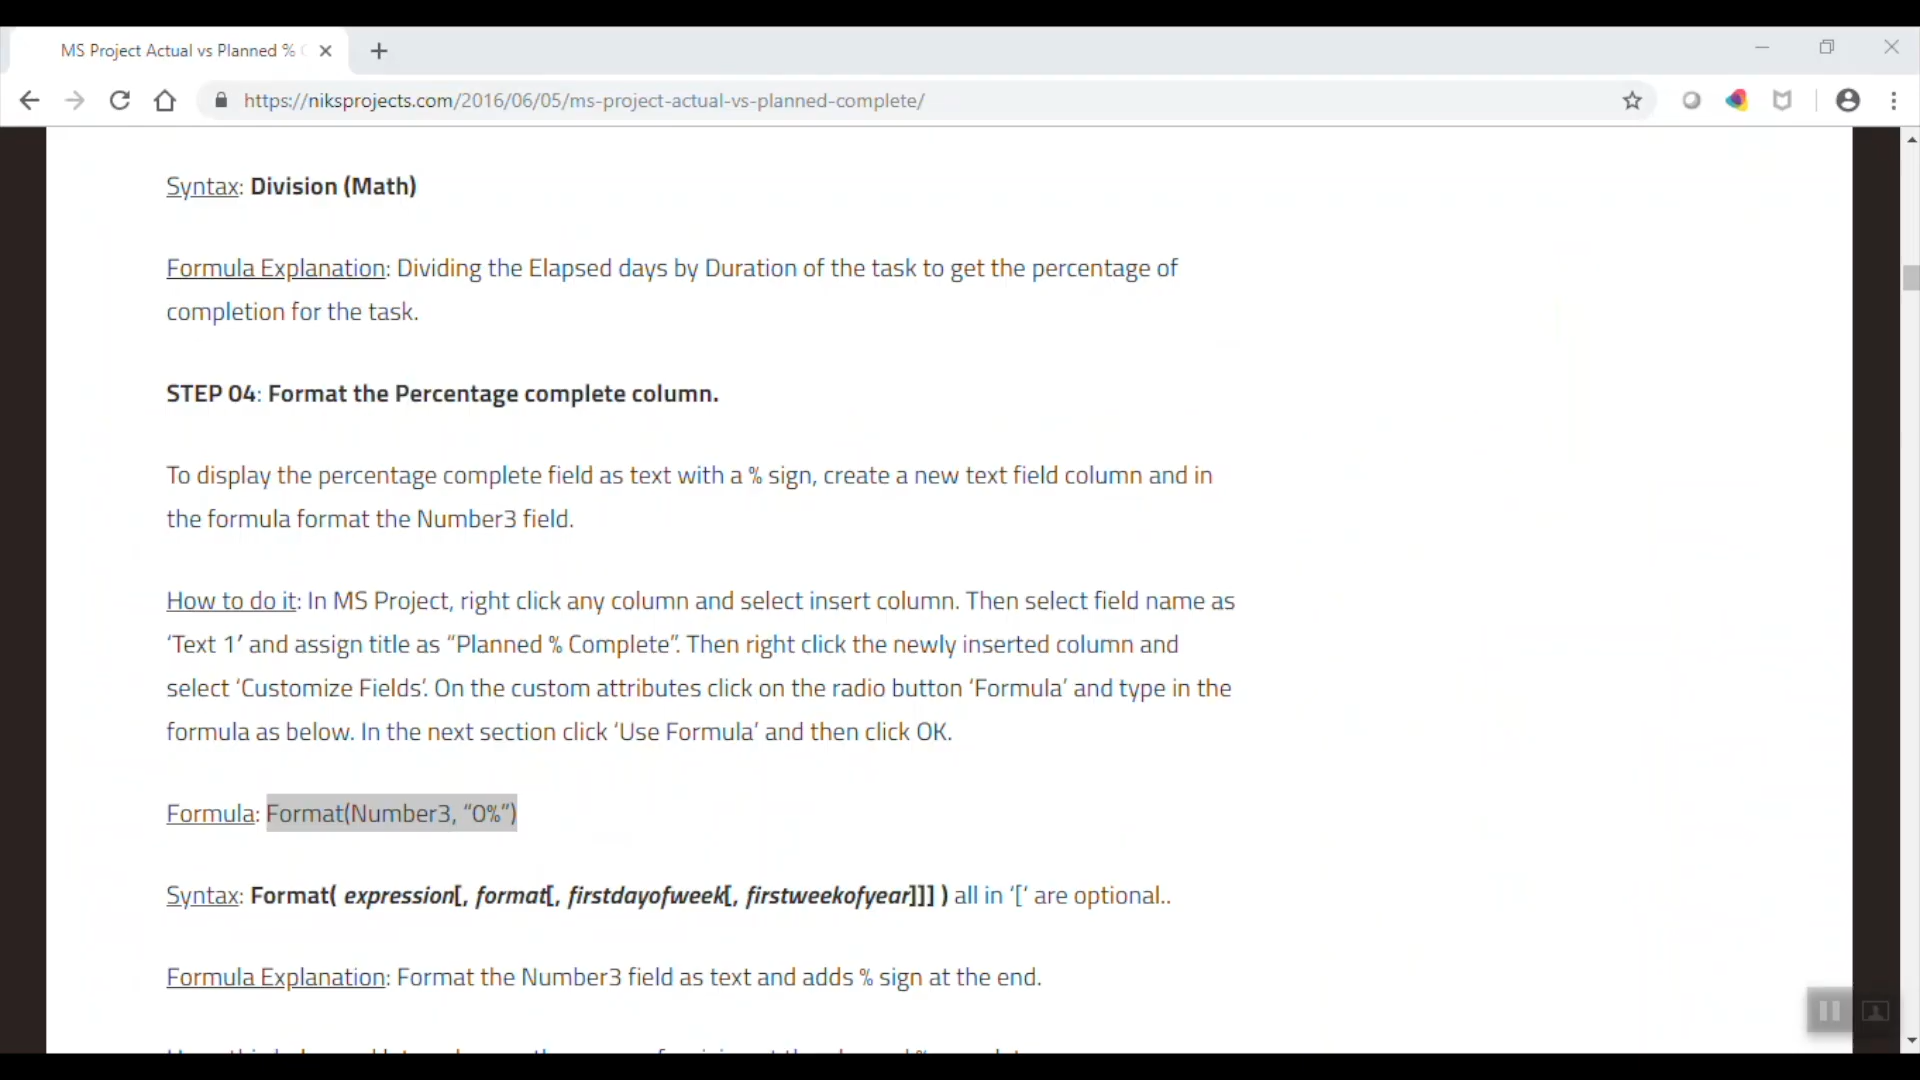 MS Project Actual vs Planned %
https://niksprojects.com/2016/06/05/ms-project-actual-vs-planned-complete/
Syntax: Division (Math)
Formula Explanation: Dividing the Elapsed days by Duration of the task to get the percentage of
completion for the task.
STEP 04: Format the Percentage complete column.
To display the percentage complete field as text with a % sign, create a new text field column and in
the formula format the Number3 field.
How to do it: In MS Project, right click any column and select insert column. Then select field name as
‘Text 1′ and assign title as “Planned % Complete”. Then right click the newly inserted column and
select ‘Customize Fields’. On the custom attributes click on the radio button ‘Formula’ and type in the
formula as below. In the next section click ‘Use Formula’ and then click OK.
Formula: Format(Number3, “0%”)
Syntax: Format( expression[, format[, firstdayofweek[, firstweekofyear]]] ) all in ‘[‘ are optional..
Formula Explanation: Format the Number3 field as text and adds % sign at the end.